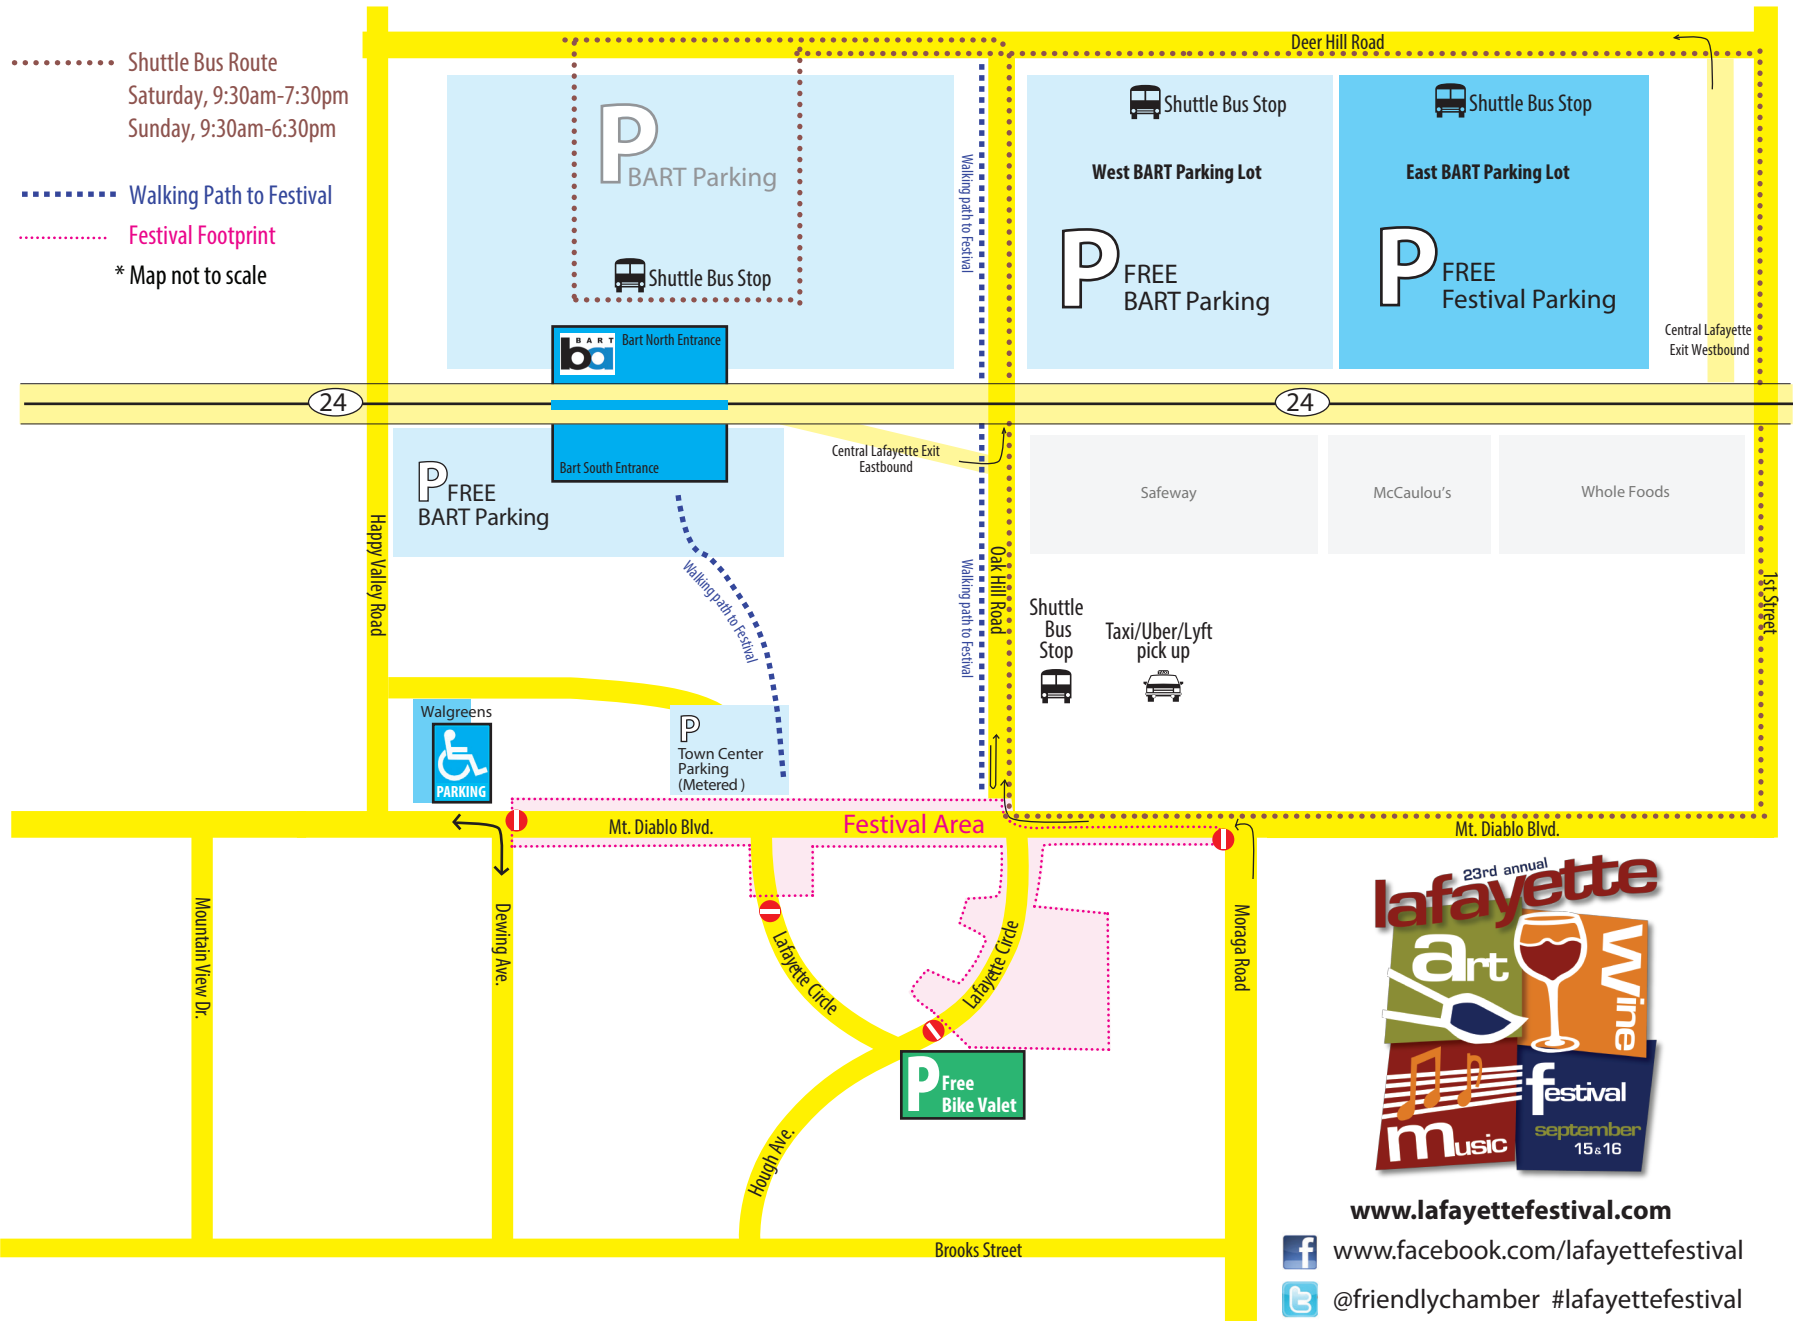 Deer Hill Road
Shuttle Bus Route
Saturday, 9:30am-7:30pm
Sunday, 9:30am-6:30pm
Walking Path to Festival
Festival Footprint
* Map not to scale
P
BART Parking
Shuttle Bus Stop
Walking path to Festival
Shuttle Bus Stop
West BART Parking Lot
P FREE
BART Parking
Shuttle Bus Stop
East BART Parking Lot
P FREE
Festival Parking
Central Lafayette
Exit Westbound
BART
ba
Bart North Entrance
24
24
Bart South Entrance
P FREE
BART Parking
Central Lafayette Exit
Eastbound
Safeway
McCaulou's
Whole Foods
Happy Valley Road
Walking path to Festival
Walking path to Festival
Oak Hill Road
1st Street
Shuttle
Bus
Stop
Taxi/Uber/Lyft
pick up
Walgreens
PARKING
P
Town Center
Parking
(Metered )
Mt. Diablo Blvd.
Festival Area
Mt. Diablo Blvd.
Mountain View Dr.
Dewing Ave.
Lafayette Circle
Lafayette Circle
Moraga Road
P Free
Bike Valet
Hough Ave.
Brooks Street
23rd annual
lafayette
art
Wine
music
festival
september
15 & 16
www.lafayettefestival.com
f www.facebook.com/lafayettefestival
t @friendlychamber #lafayettefestival